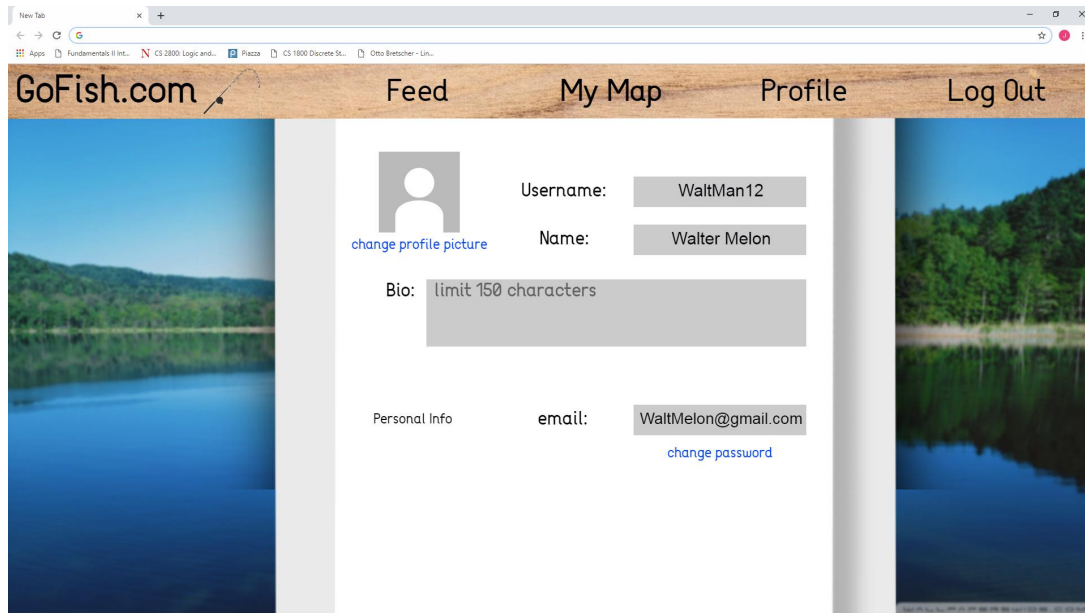 New Tab
Apps Fundamentals II Int... CS 2800: Logic and... Piazza CS 1800 Discrete St... Otto Bretscher - Lin...
GoFish.com Feed My Map Profile Log Out
Username: WaltMan12
change profile picture Name: Walter Melon
Bio: limit 150 characters
Personal Info email: WaltMelon@gmail.com
change password